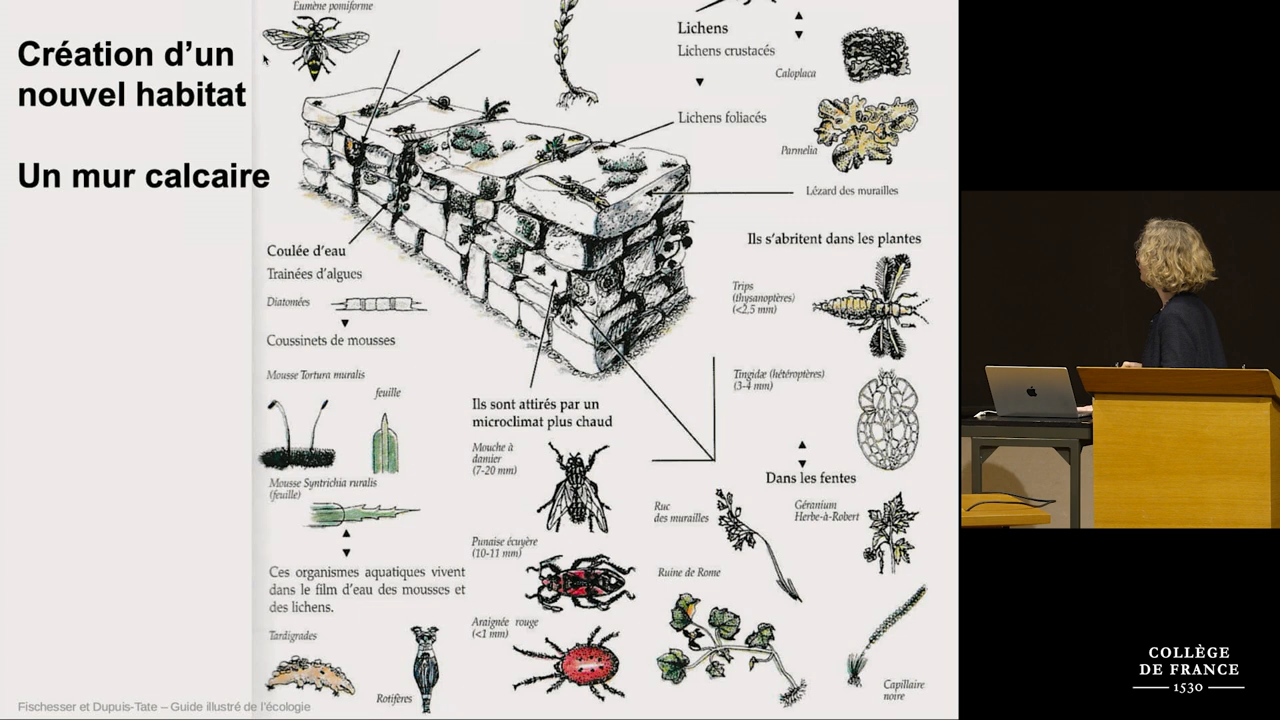 Création d'un
nouvel habitat
Un mur calcaire
Eumène pomiforme
Lichens
Lichens crustacés
Caloplaca
Lichens foliacés
Parmelia
Lézard des murailles
Coulée d'eau
Trainées d'algues
Diatomées
Coussinets de mousses
Mousse Tortura muralis
feuille
Mousse Syntrichia ruralis
(feuille)
Ces organismes aquatiques vivent
dans le film d'eau des mousses et
des lichens.
Tardigrades
Rotifères
Ils sont attirés par un
microclimat plus chaud
Mouche à
damier
(7-20 mm)
Punaise écuyère
(10-11 mm)
Araignée rouge
(<1 mm)
Ils s'abritent dans les plantes
Trips
(thysanoptères)
(<2,5 mm)
Tingidæ (hétéroptères)
(3-4 mm)
Dans les fentes
Ruc
des murailles
Géranium
Herbe-à-Robert
Ruine de Rome
Capillaire
noire
Fischesser et Dupuis-Tate – Guide illustré de l'écologie
COLLÈGE
DE FRANCE
1530